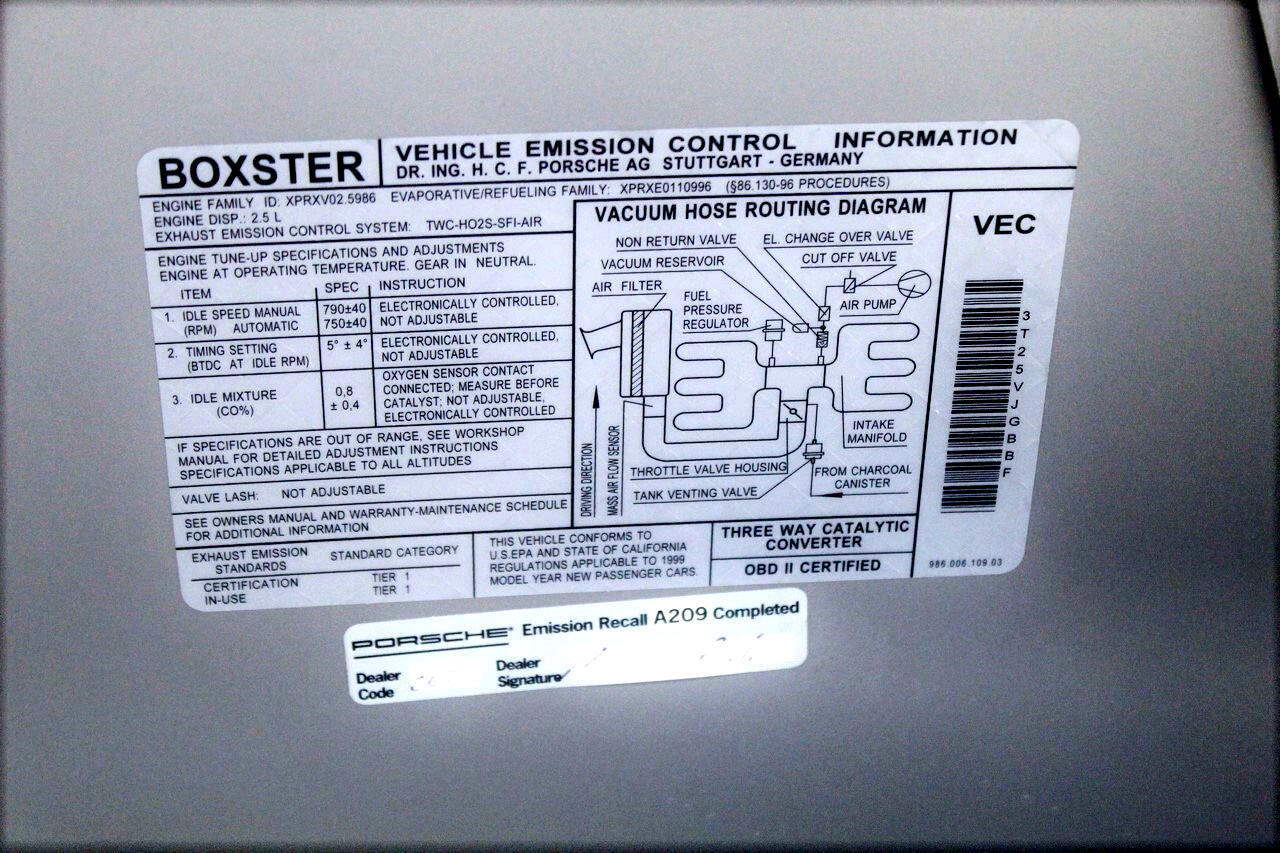 BOXSTER
VEHICLE EMISSION CONTROL INFORMATION
DR. ING. H. C. F. PORSCHE AG STUTTGART - GERMANY
ENGINE FAMILY ID: XPRXV02.5986 EVAPORATIVE/REFUELING FAMILY: XPRXE0110996 (§86.130-96 PROCEDURES)
ENGINE DISP.: 2.5 L
EXHAUST EMISSION CONTROL SYSTEM: TWC-HO2S-SFI-AIR
ENGINE TUNE-UP SPECIFICATIONS AND ADJUSTMENTS
ENGINE AT OPERATING TEMPERATURE. GEAR IN NEUTRAL.
ITEM SPEC INSTRUCTION
1. IDLE SPEED MANUAL 790±40 ELECTRONICALLY CONTROLLED,
(RPM) AUTOMATIC 750±40 NOT ADJUSTABLE
2. TIMING SETTING 5° ± 4° ELECTRONICALLY CONTROLLED,
(BTDC AT IDLE RPM) NOT ADJUSTABLE
OXYGEN SENSOR CONTACT
3. IDLE MIXTURE 0,8 CONNECTED; MEASURE BEFORE
(CO%) ± 0,4 CATALYST; NOT ADJUSTABLE,
ELECTRONICALLY CONTROLLED
IF SPECIFICATIONS ARE OUT OF RANGE, SEE WORKSHOP
MANUAL FOR DETAILED ADJUSTMENT INSTRUCTIONS
SPECIFICATIONS APPLICABLE TO ALL ALTITUDES
VALVE LASH: NOT ADJUSTABLE
SEE OWNERS MANUAL AND WARRANTY-MAINTENANCE SCHEDULE
FOR ADDITIONAL INFORMATION
EXHAUST EMISSION STANDARD CATEGORY
STANDARDS
CERTIFICATION TIER 1
IN-USE TIER 1
VACUUM HOSE ROUTING DIAGRAM
NON RETURN VALVE
EL. CHANGE OVER VALVE
VACUUM RESERVOIR
CUT OFF VALVE
AIR FILTER
FUEL
PRESSURE
REGULATOR
AIR PUMP
INTAKE
MANIFOLD
DRIVING DIRECTION
MASS AIR FLOW SENSOR
THROTTLE VALVE HOUSING
TANK VENTING VALVE
FROM CHARCOAL
CANISTER
THIS VEHICLE CONFORMS TO
U.S.EPA AND STATE OF CALIFORNIA
REGULATIONS APPLICABLE TO 1999
MODEL YEAR NEW PASSENGER CARS.
THREE WAY CATALYTIC
CONVERTER
OBD II CERTIFIED
VEC
3T25VJGBBF
986.006.109.03
PORSCHE® Emission Recall A209 Completed
Dealer
Code
Dealer
Signature